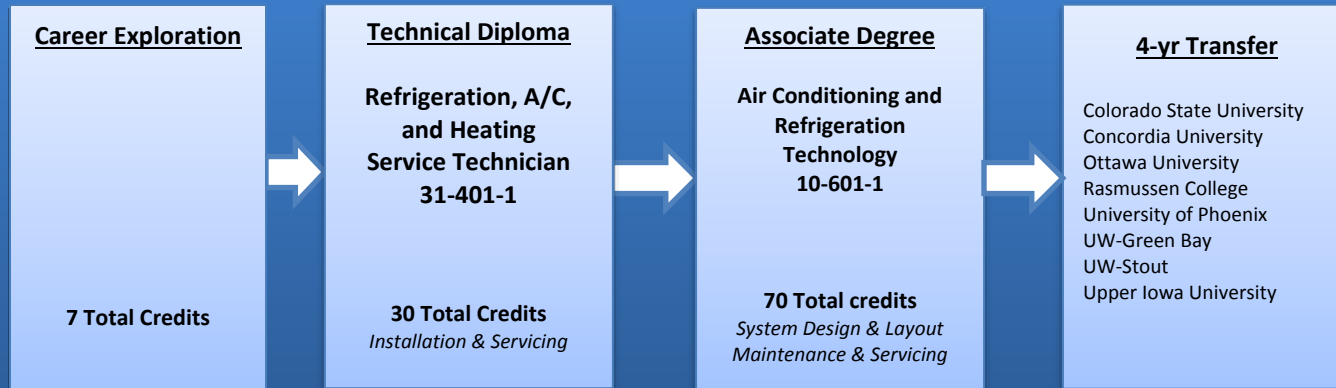 Career Exploration
7 Total Credits
Technical Diploma
Refrigeration, A/C,
and Heating
Service Technician
31-401-1
30 Total Credits
Installation & Servicing
Associate Degree
Air Conditioning and
Refrigeration
Technology
10-601-1
70 Total credits
System Design & Layout
Maintenance & Servicing
4-yr Transfer
Colorado State University
Concordia University
Ottawa University
Rasmussen College
University of Phoenix
UW-Green Bay
UW-Stout
Upper Iowa University